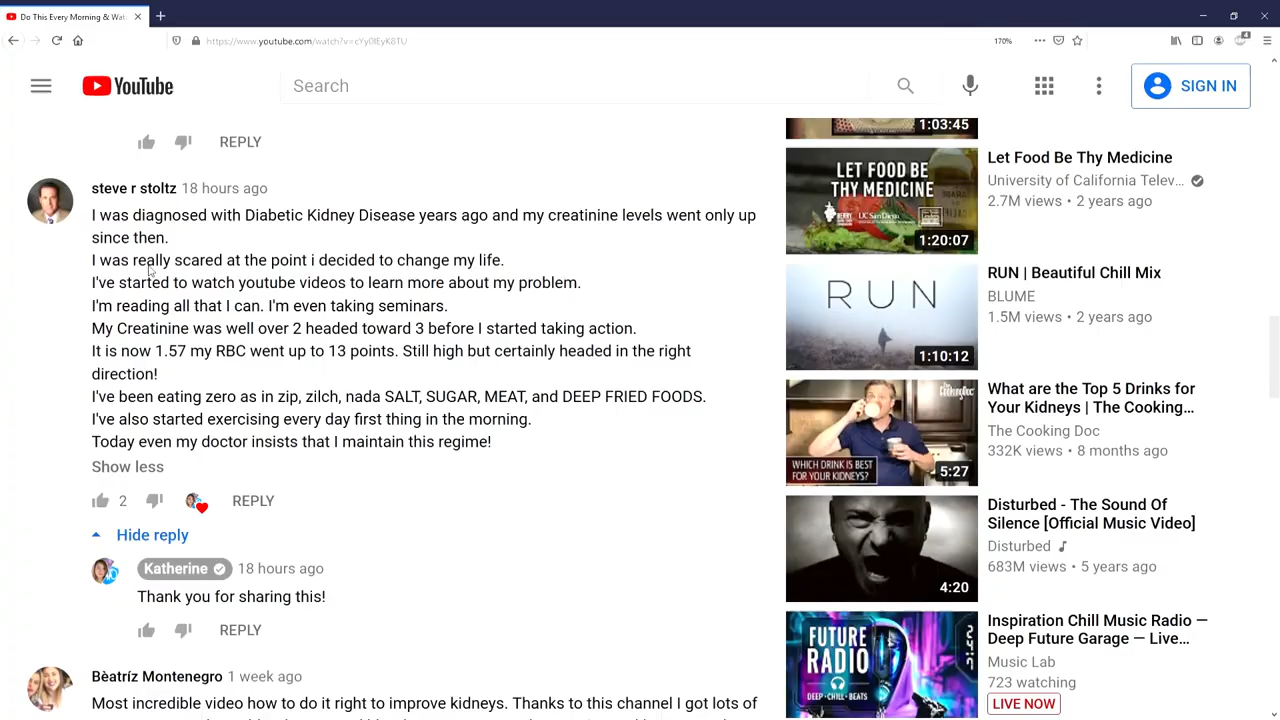 Do This Every Morning & Wat
https://www.youtube.com/watch?v=cYy0lEyK8TU
170%
4
YouTube
Search
SIGN IN
REPLY
steve r stoltz 18 hours ago
I was diagnosed with Diabetic Kidney Disease years ago and my creatinine levels went only up
since then.
I was really scared at the point i decided to change my life.
I've started to watch youtube videos to learn more about my problem.
I'm reading all that I can. I'm even taking seminars.
My Creatinine was well over 2 headed toward 3 before I started taking action.
It is now 1.57 my RBC went up to 13 points. Still high but certainly headed in the right
direction!
I've been eating zero as in zip, zilch, nada SALT, SUGAR, MEAT, and DEEP FRIED FOODS.
I've also started exercising every day first thing in the morning.
Today even my doctor insists that I maintain this regime!
Show less
2
REPLY
Hide reply
Katherine 18 hours ago
Thank you for sharing this!
REPLY
Bèatríz Montenegro 1 week ago
Most incredible video how to do it right to improve kidneys. Thanks to this channel I got lots of
1:03:45
LET FOOD BE
THY MEDICINE
UC San Diego
1:20:07
Let Food Be Thy Medicine
University of California Telev...
2.7M views • 2 years ago
RUN
1:10:12
RUN | Beautiful Chill Mix
BLUME
1.5M views • 2 years ago
the CookingDoc
WHICH DRINK IS BEST
FOR YOUR KIDNEYS?
5:27
What are the Top 5 Drinks for
Your Kidneys | The Cooking...
The Cooking Doc
332K views • 8 months ago
4:20
Disturbed - The Sound Of
Silence [Official Music Video]
Disturbed
683M views • 5 years ago
FUTURE
RADIO
DEEP • CHILL • BEATS
Inspiration Chill Music Radio —
Deep Future Garage — Live...
Music Lab
723 watching
LIVE NOW